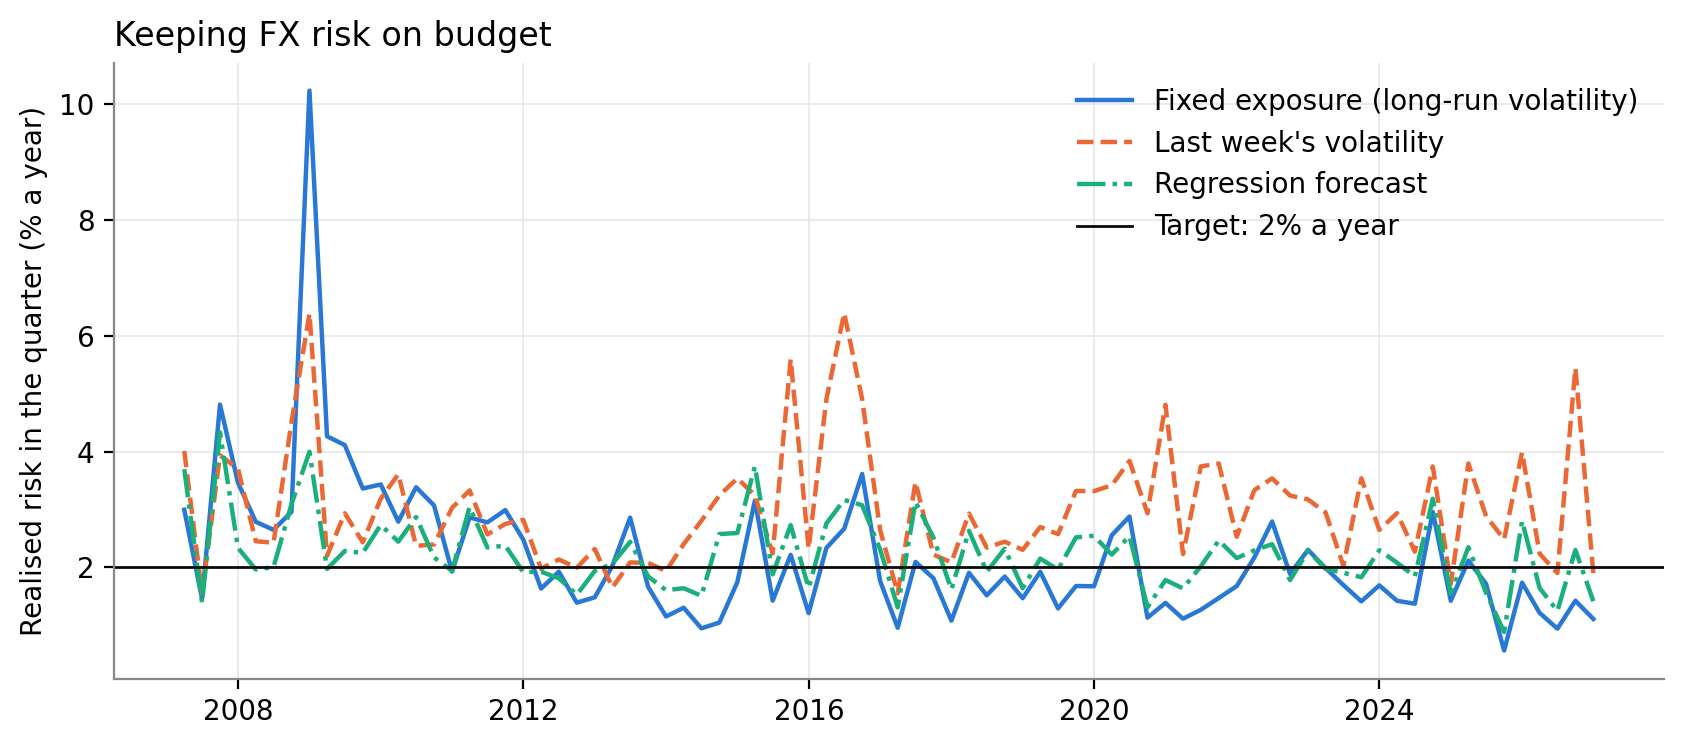 Keeping FX risk on budget
Realised risk in the quarter (% a year)
10
8
6
4
2
Fixed exposure (long-run volatility)
Last week's volatility
Regression forecast
Target: 2% a year
2008
2012
2016
2020
2024